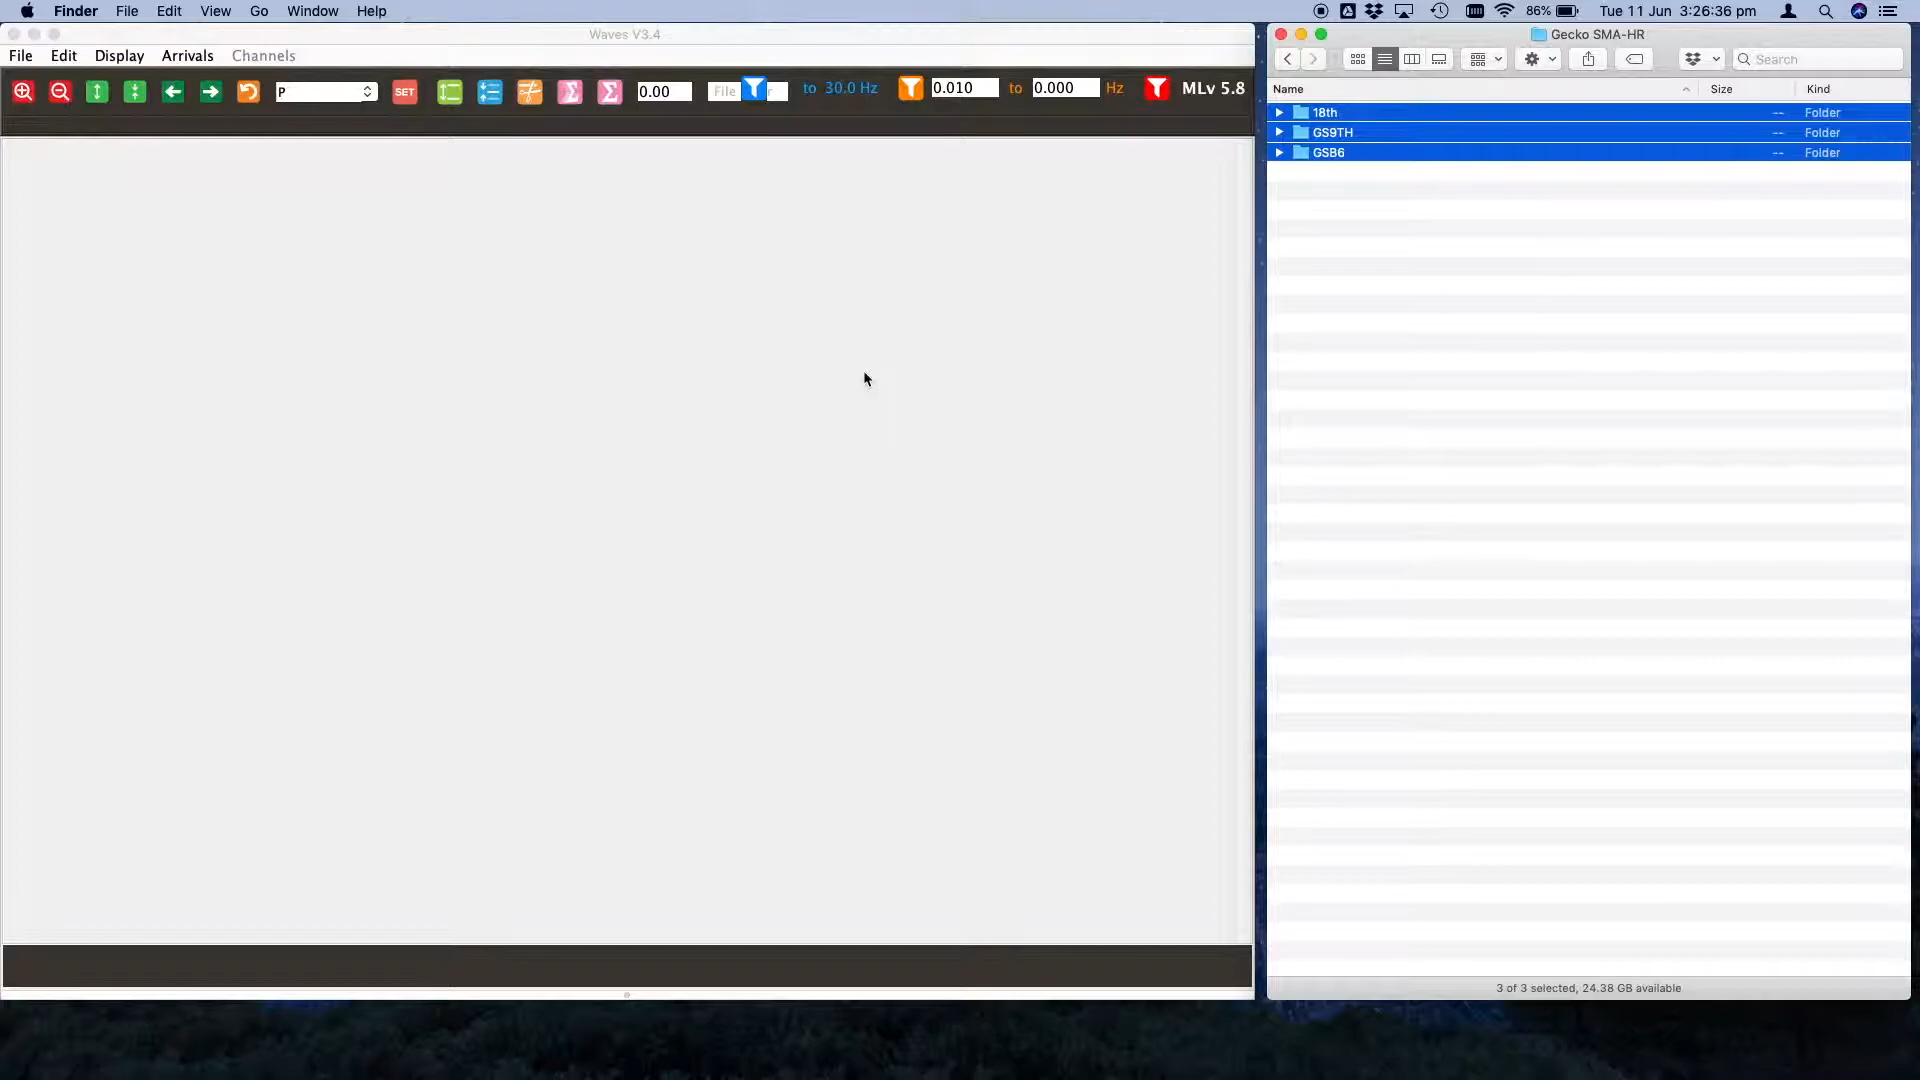 Finder File Edit View Go Window Help
86% Tue 11 Jun 3:26:36 pm
Waves V3.4
File Edit Display Arrivals Channels
P SET 0.00 File to 30.0 Hz 0.010 to 0.000 Hz MLv 5.8
Gecko SMA-HR
Search
Name Size Kind
18th -- Folder
GS9TH -- Folder
GSB6 -- Folder
3 of 3 selected, 24.38 GB available